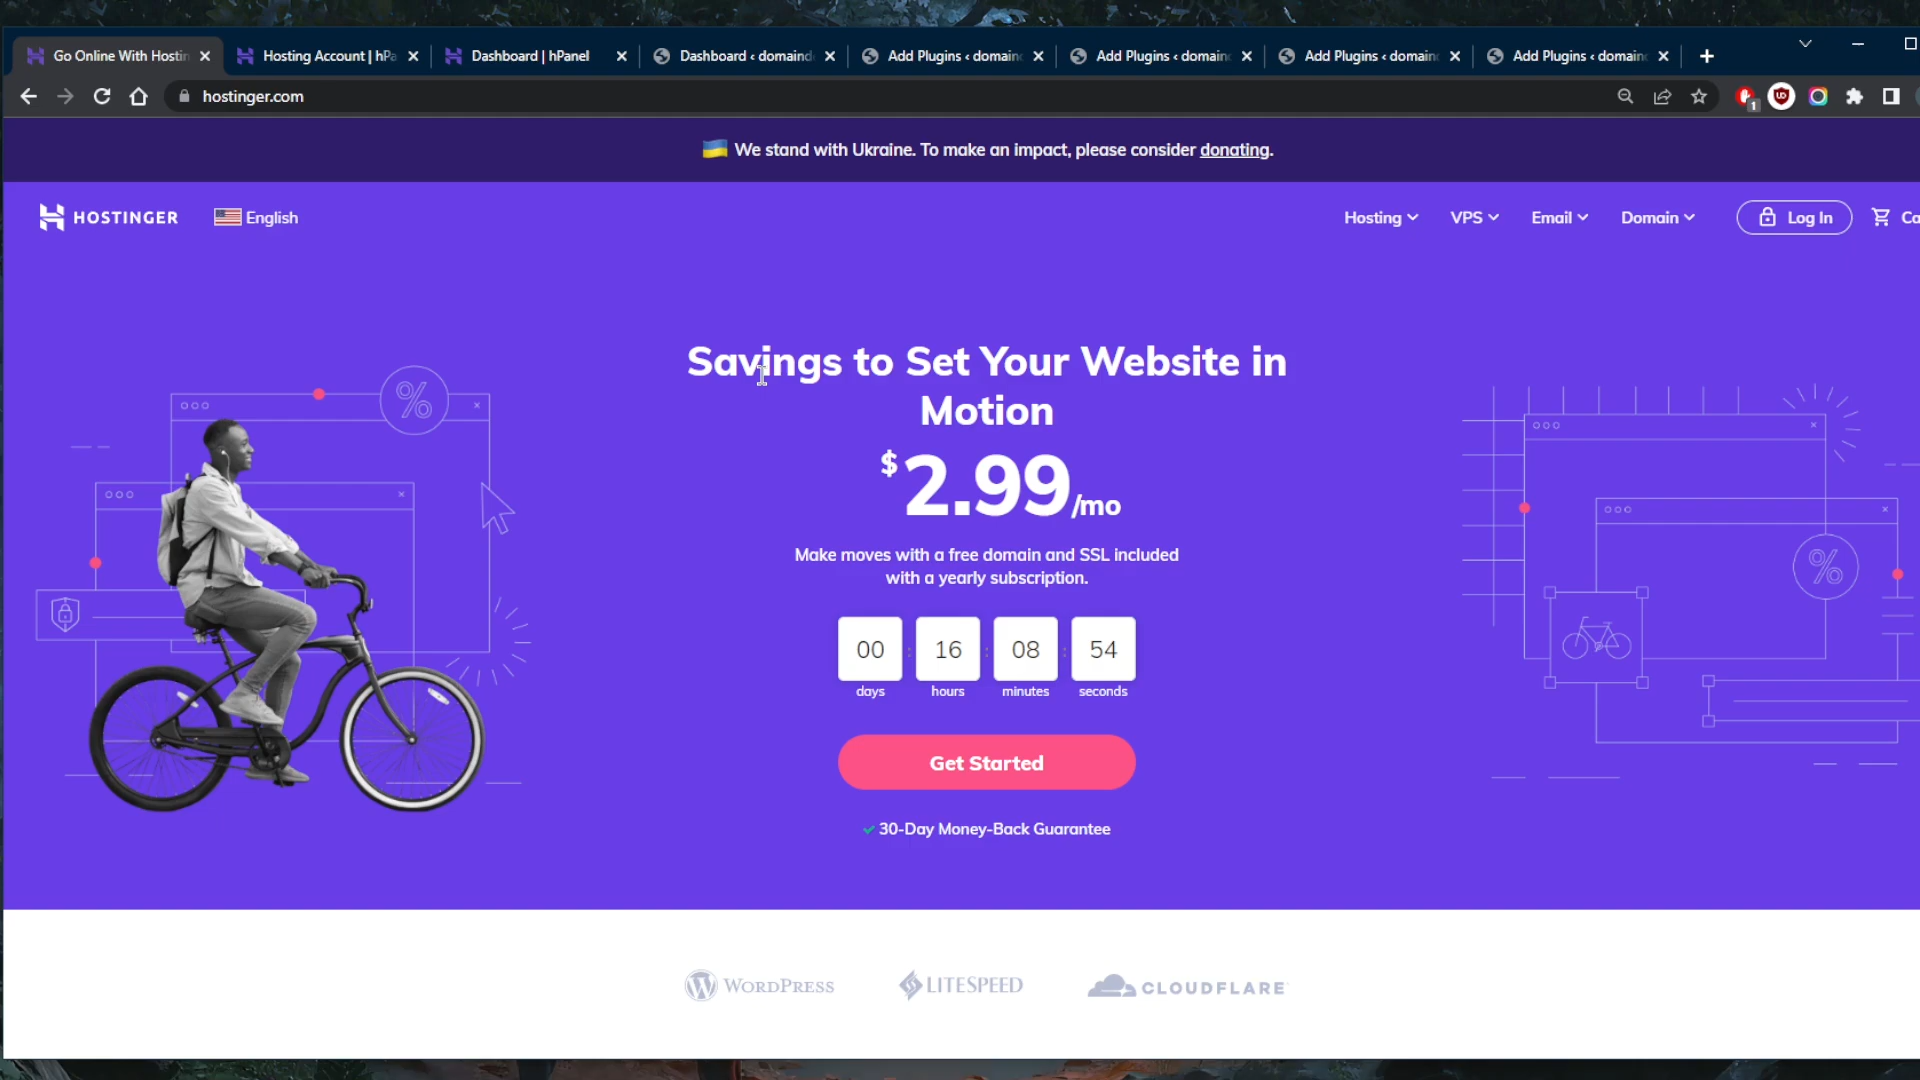 Go Online With Hostin
Hosting Account | hPa
Dashboard | hPanel
Dashboard ‹ domaind
Add Plugins ‹ domain
Add Plugins ‹ domain
Add Plugins ‹ domain
Add Plugins ‹ domain
hostinger.com
1
UD
We stand with Ukraine. To make an impact, please consider donating.
HOSTINGER
English
Hosting
VPS
Email
Domain
Log In
Ca
Savings to Set Your Website in
Motion
$2.99/mo
Make moves with a free domain and SSL included
with a yearly subscription.
00 : 16 : 08 : 54
days hours minutes seconds
Get Started
30-Day Money-Back Guarantee
%
%
WORDPRESS
LITESPEED
CLOUDFLARE